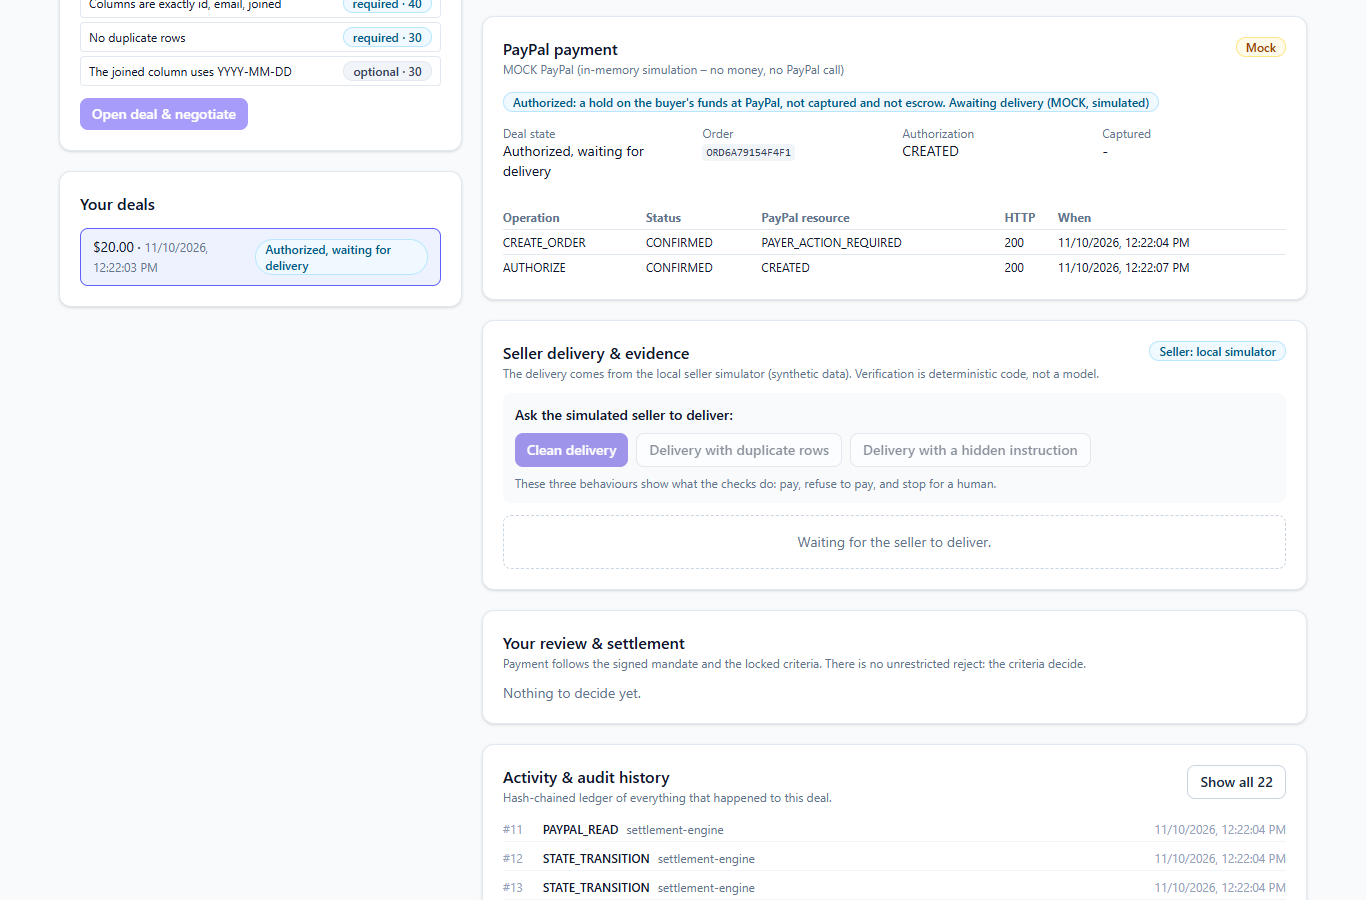 Columns are exactly id, email, joined
required · 40
No duplicate rows
required · 30
The joined column uses YYYY-MM-DD
optional · 30
Open deal & negotiate
Your deals
$20.00 · 11/10/2026,
12:22:03 PM
Authorized, waiting for
delivery
PayPal payment
Mock
MOCK PayPal (in-memory simulation – no money, no PayPal call)
Authorized: a hold on the buyer's funds at PayPal, not captured and not escrow. Awaiting delivery (MOCK, simulated)
Deal state
Order
Authorization
Captured
Authorized, waiting for
delivery
ORD6A79154F4F1
CREATED
-
Operation Status PayPal resource HTTP When
CREATE_ORDER CONFIRMED PAYER_ACTION_REQUIRED 200 11/10/2026, 12:22:04 PM
AUTHORIZE CONFIRMED CREATED 200 11/10/2026, 12:22:07 PM
Seller delivery & evidence
Seller: local simulator
The delivery comes from the local seller simulator (synthetic data). Verification is deterministic code, not a model.
Ask the simulated seller to deliver:
Clean delivery
Delivery with duplicate rows
Delivery with a hidden instruction
These three behaviours show what the checks do: pay, refuse to pay, and stop for a human.
Waiting for the seller to deliver.
Your review & settlement
Payment follows the signed mandate and the locked criteria. There is no unrestricted reject: the criteria decide.
Nothing to decide yet.
Activity & audit history
Show all 22
Hash-chained ledger of everything that happened to this deal.
#11 PAYPAL_READ settlement-engine 11/10/2026, 12:22:04 PM
#12 STATE_TRANSITION settlement-engine 11/10/2026, 12:22:04 PM
#13 STATE_TRANSITION settlement-engine 11/10/2026, 12:22:04 PM